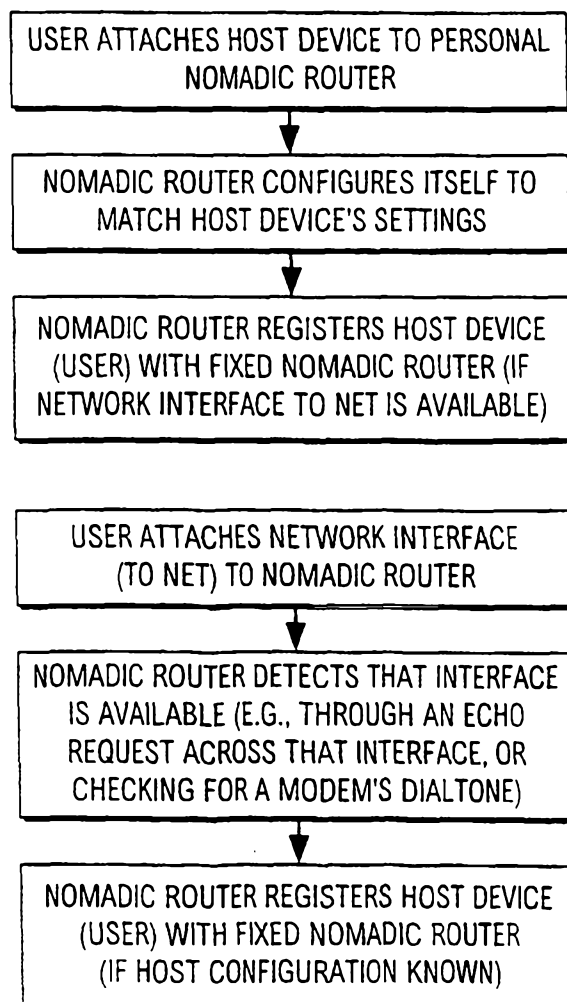 USER ATTACHES HOST DEVICE TO PERSONAL
NOMADIC ROUTER
NOMADIC ROUTER CONFIGURES ITSELF TO
MATCH HOST DEVICE'S SETTINGS
NOMADIC ROUTER REGISTERS HOST DEVICE
(USER) WITH FIXED NOMADIC ROUTER (IF
NETWORK INTERFACE TO NET IS AVAILABLE)
USER ATTACHES NETWORK INTERFACE
(TO NET) TO NOMADIC ROUTER
NOMADIC ROUTER DETECTS THAT INTERFACE
IS AVAILABLE (E.G., THROUGH AN ECHO
REQUEST ACROSS THAT INTERFACE, OR
CHECKING FOR A MODEM'S DIALTONE)
NOMADIC ROUTER REGISTERS HOST DEVICE
(USER) WITH FIXED NOMADIC ROUTER
(IF HOST CONFIGURATION KNOWN)